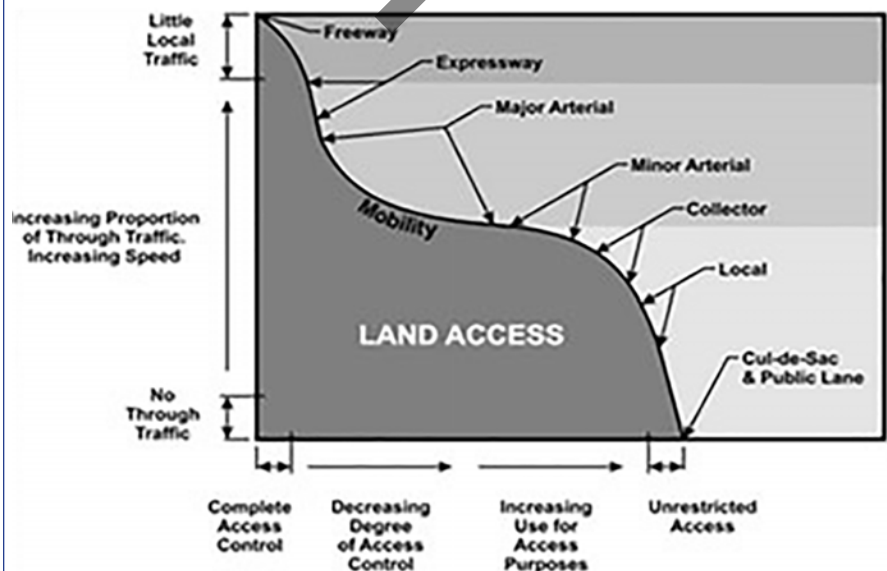 Little
Local
Traffic
Freeway
Expressway
Major Arterial
Minor Arterial
Increasing Proportion
of Through Traffic.
Increasing Speed
Mobility
Collector
Local
LAND ACCESS
Cul-de-Sac
& Public Lane
No
Through
Traffic
Complete
Access
Control
Decreasing
Degree
of Access
Control
Increasing
Use for
Access
Purposes
Unrestricted
Access